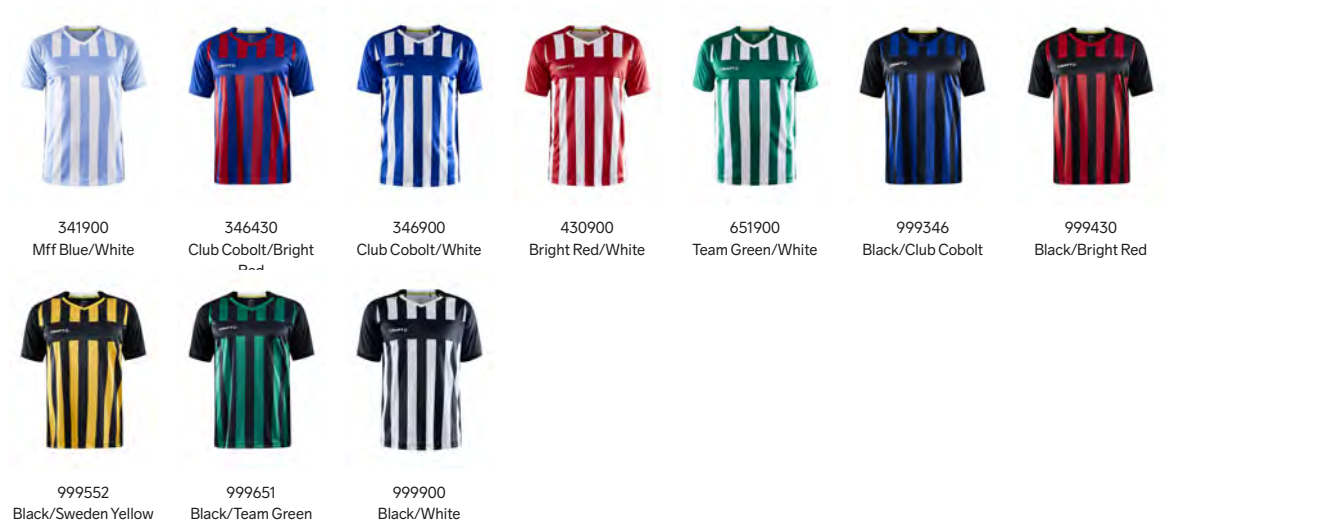 341900
Mff Blue/White
346430
Club Cobolt/Bright
Red
346900
Club Cobolt/White
430900
Bright Red/White
651900
Team Green/White
999346
Black/Club Cobolt
999430
Black/Bright Red
999552
Black/Sweden Yellow
999651
Black/Team Green
999900
Black/White